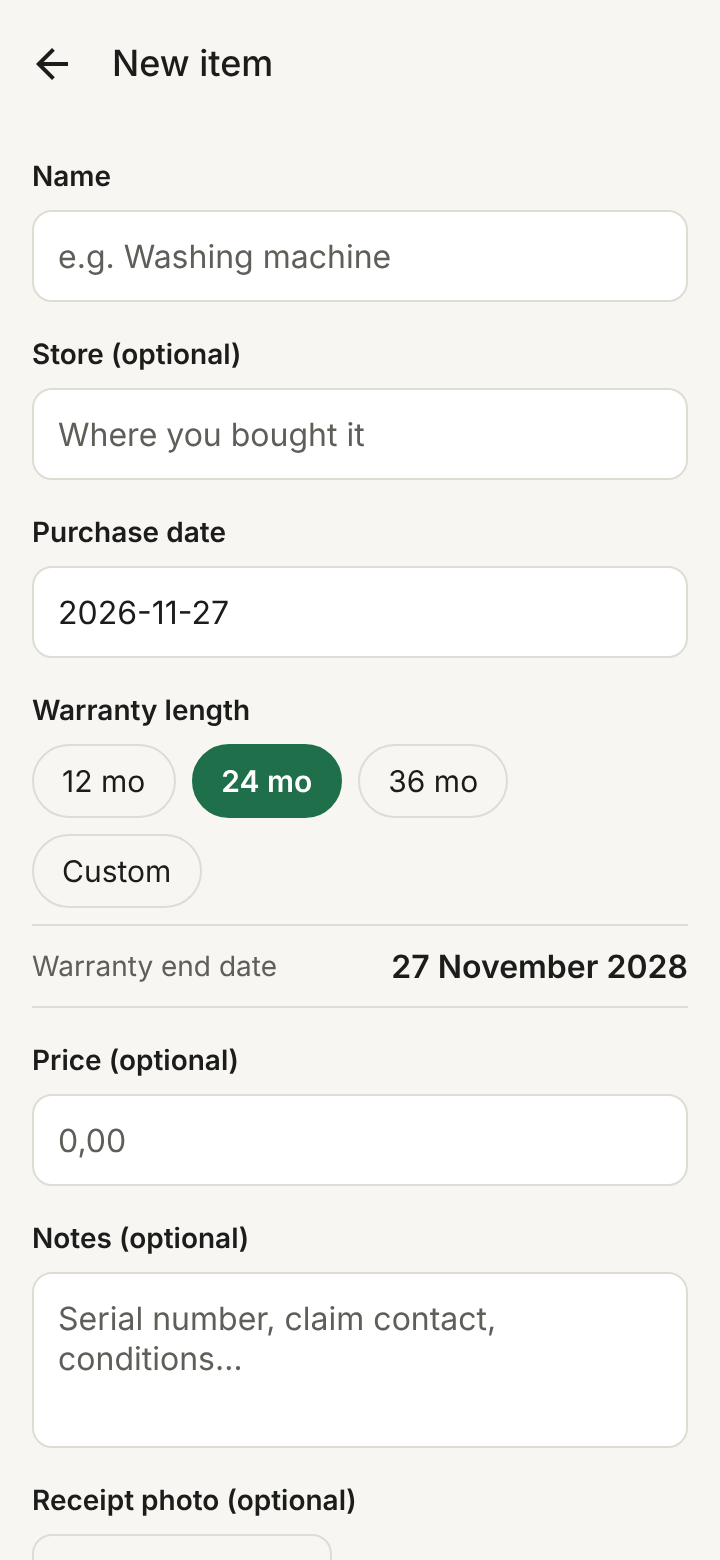 New item
Name
e.g. Washing machine
Store (optional)
Where you bought it
Purchase date
2026-11-27
Warranty length
12 mo
24 mo
36 mo
Custom
Warranty end date
27 November 2028
Price (optional)
0,00
Notes (optional)
Serial number, claim contact,
conditions...
Receipt photo (optional)